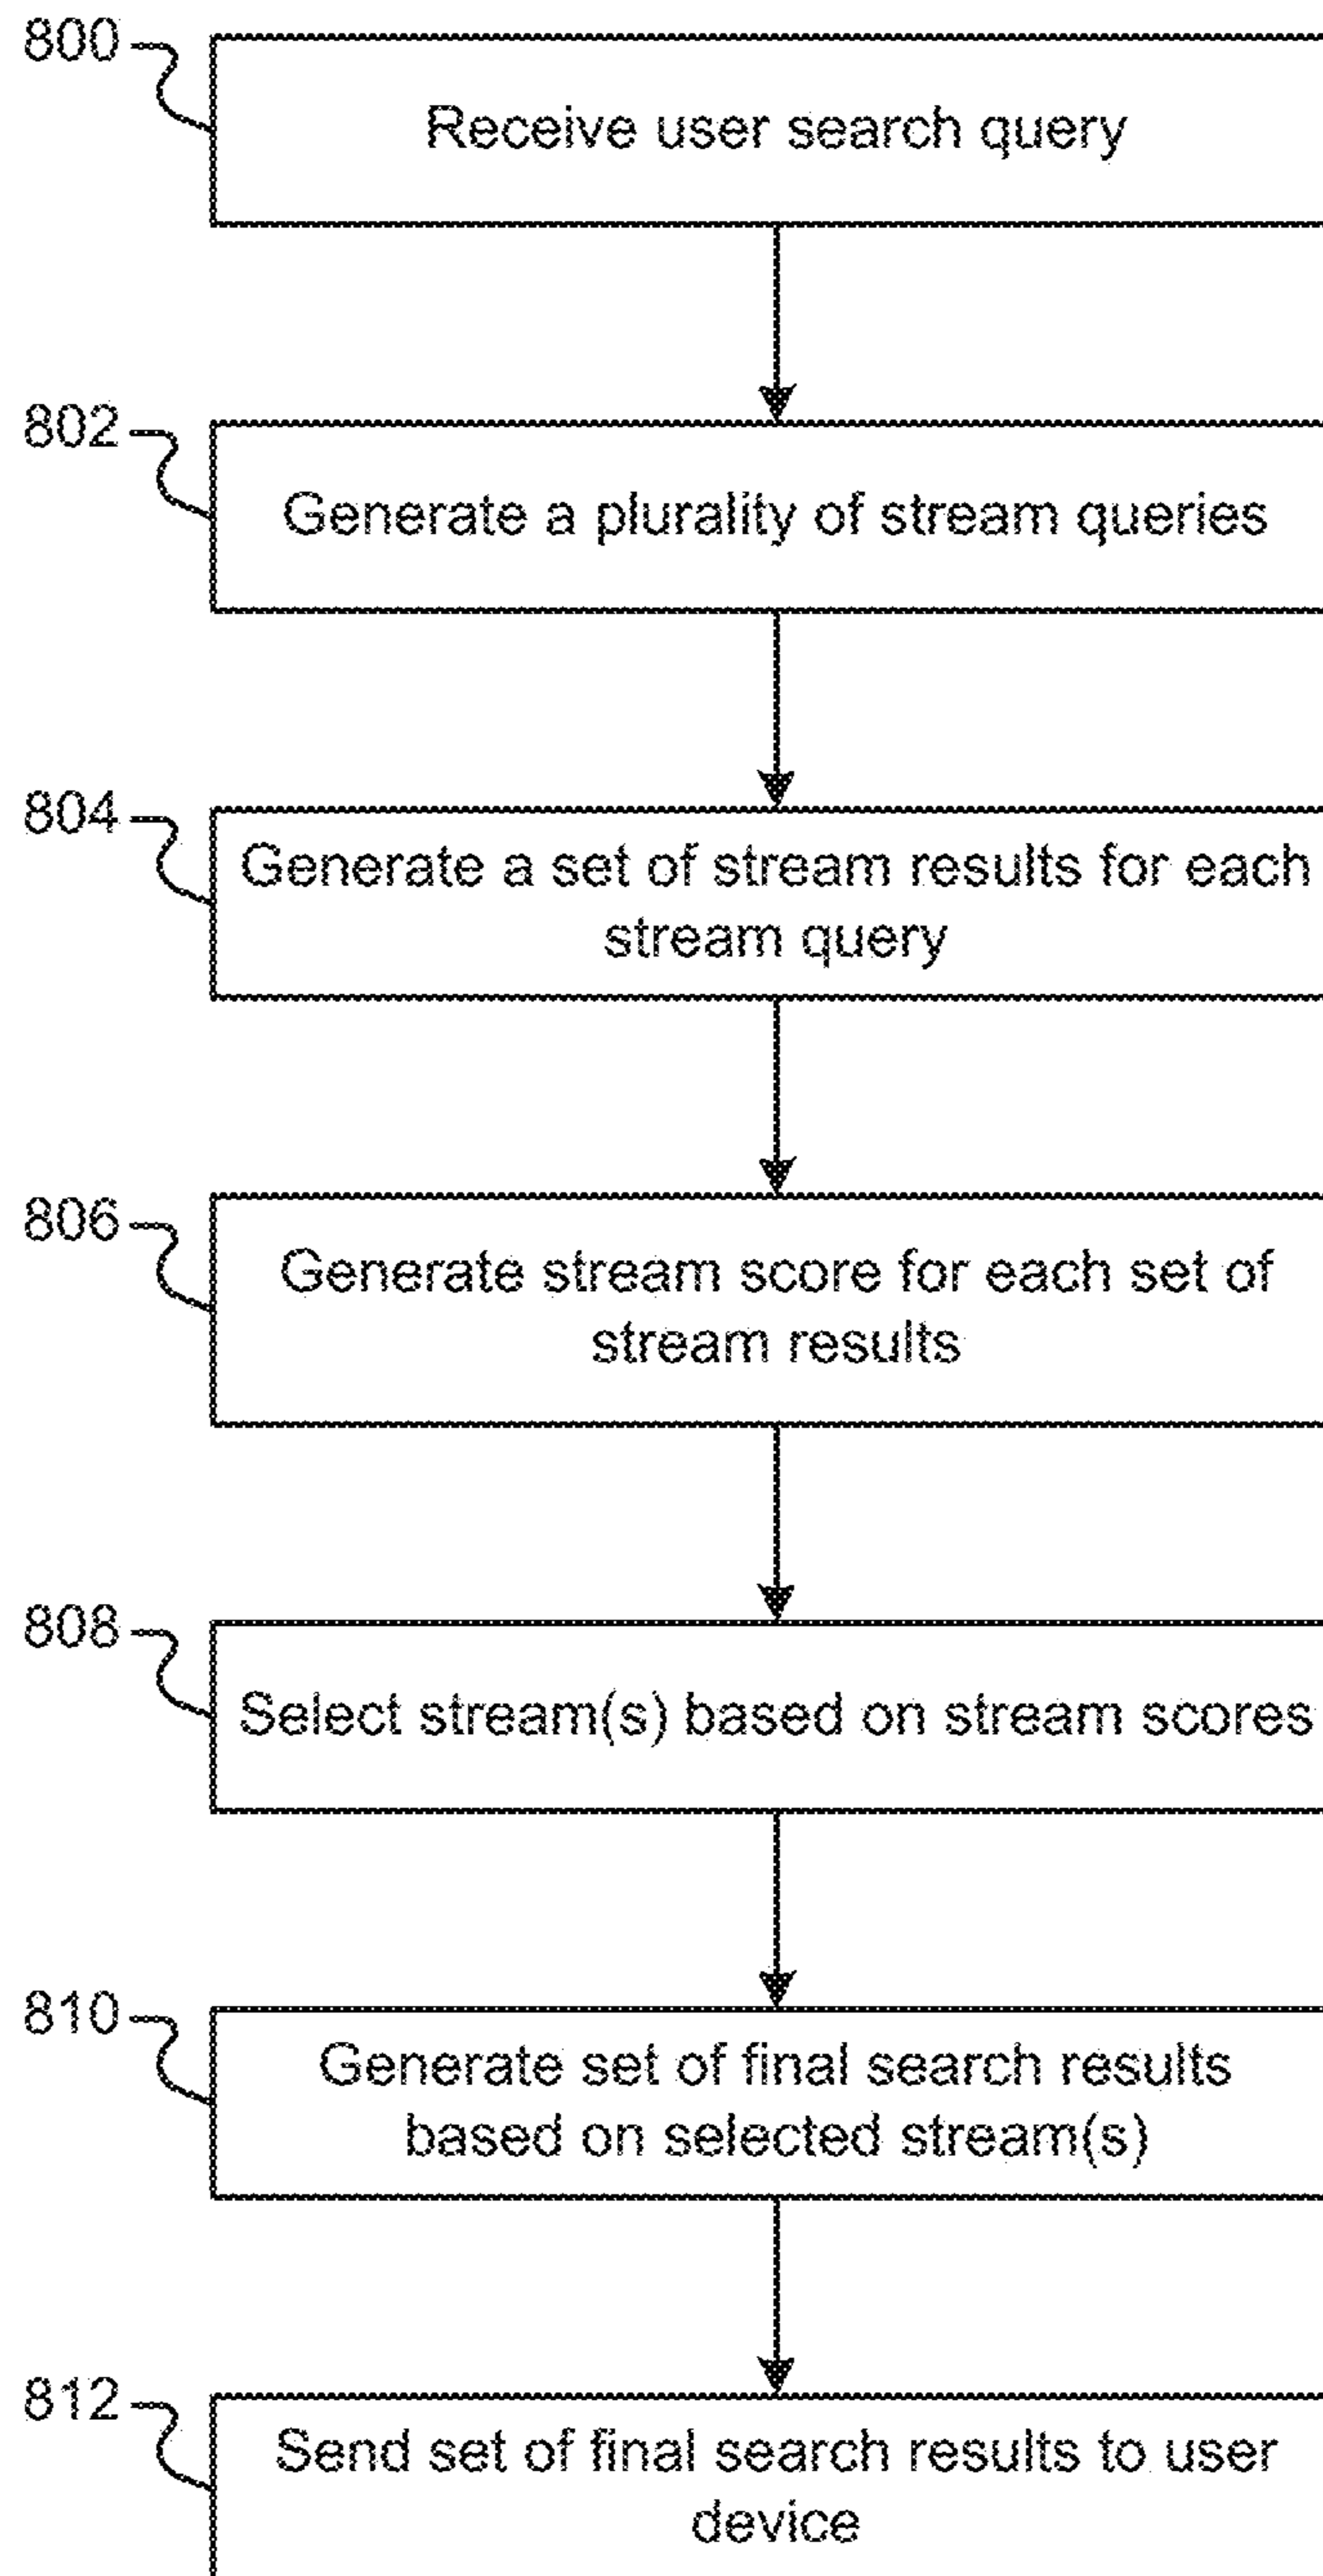 800
Receive user search query
802
Generate a plurality of stream queries
804
Generate a set of stream results for each
stream query
806
Generate stream score for each set of
stream results
808
Select stream(s) based on stream scores
810
Generate set of final search results
based on selected stream(s)
812
Send set of final search results to user
device